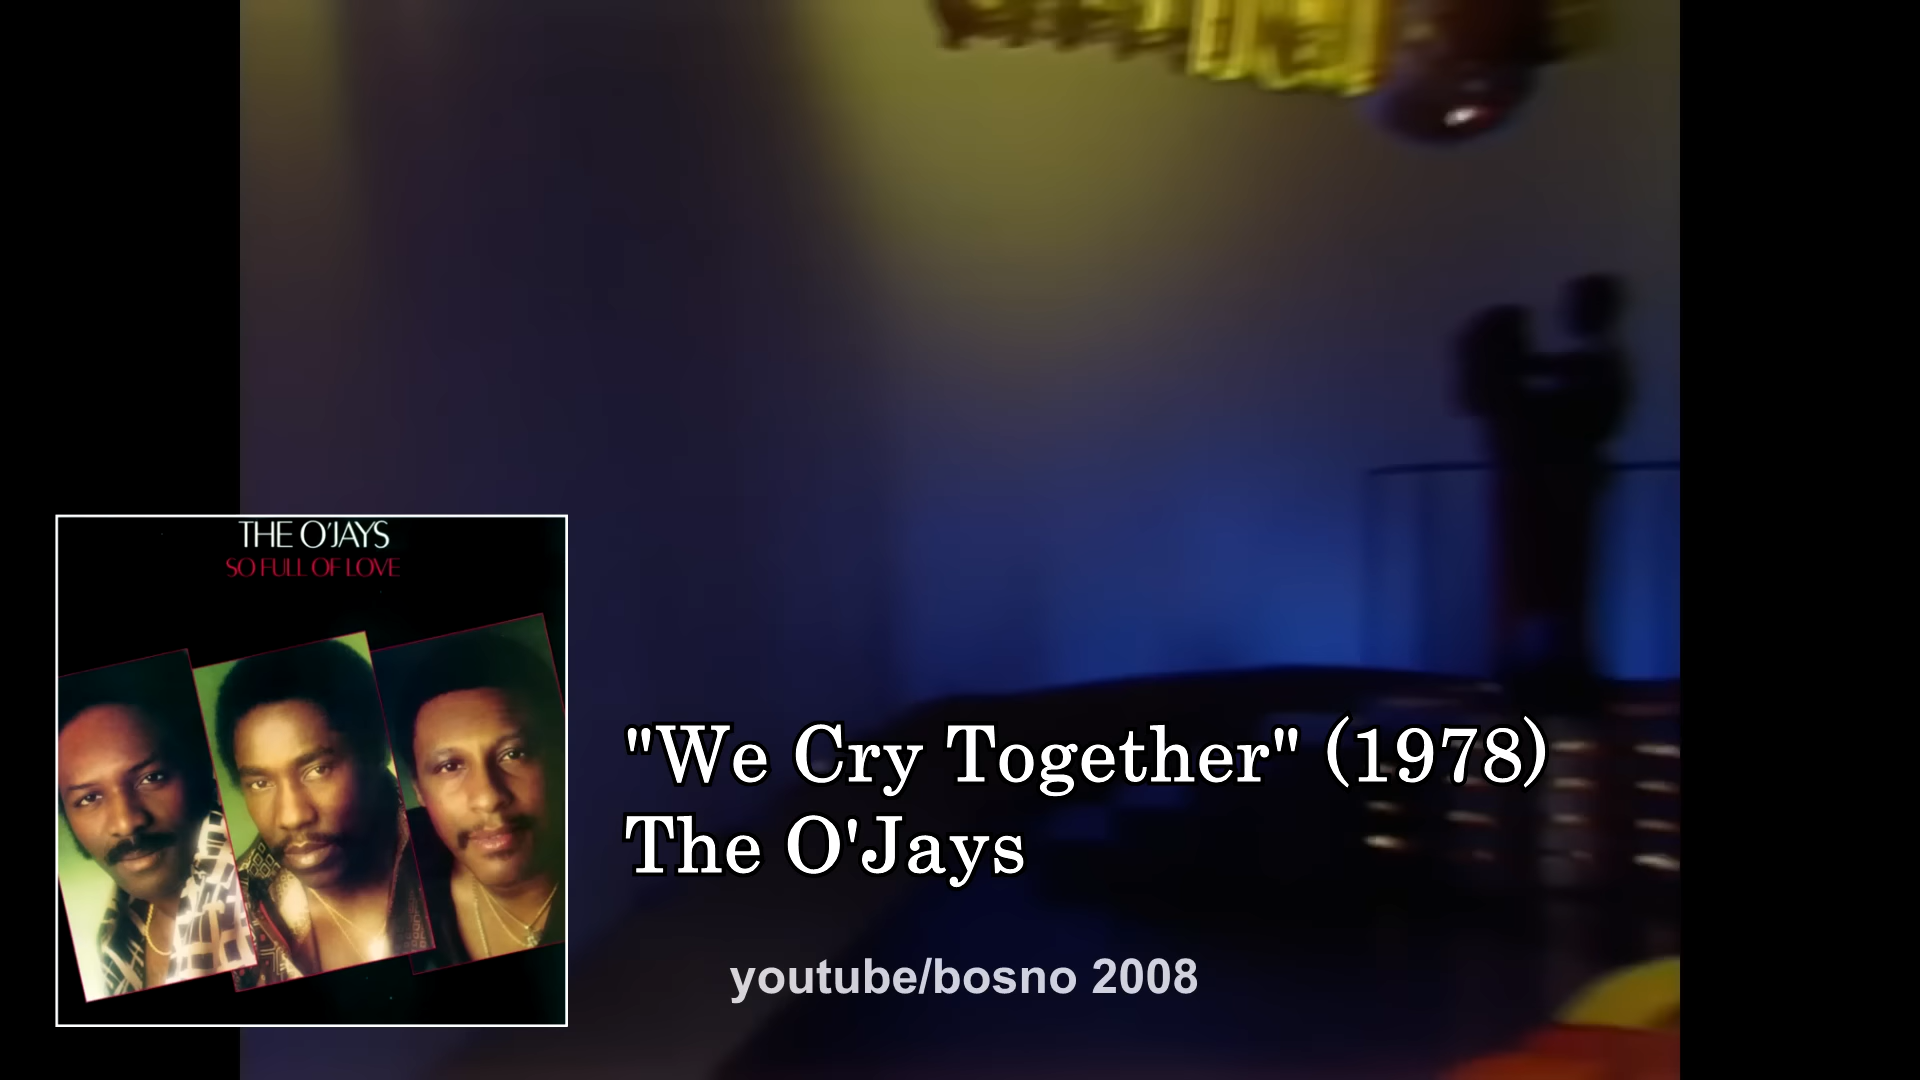 THE O'JAYS
SO FULL OF LOVE
"We Cry Together" (1978)
The O'Jays
youtube/bosno 2008